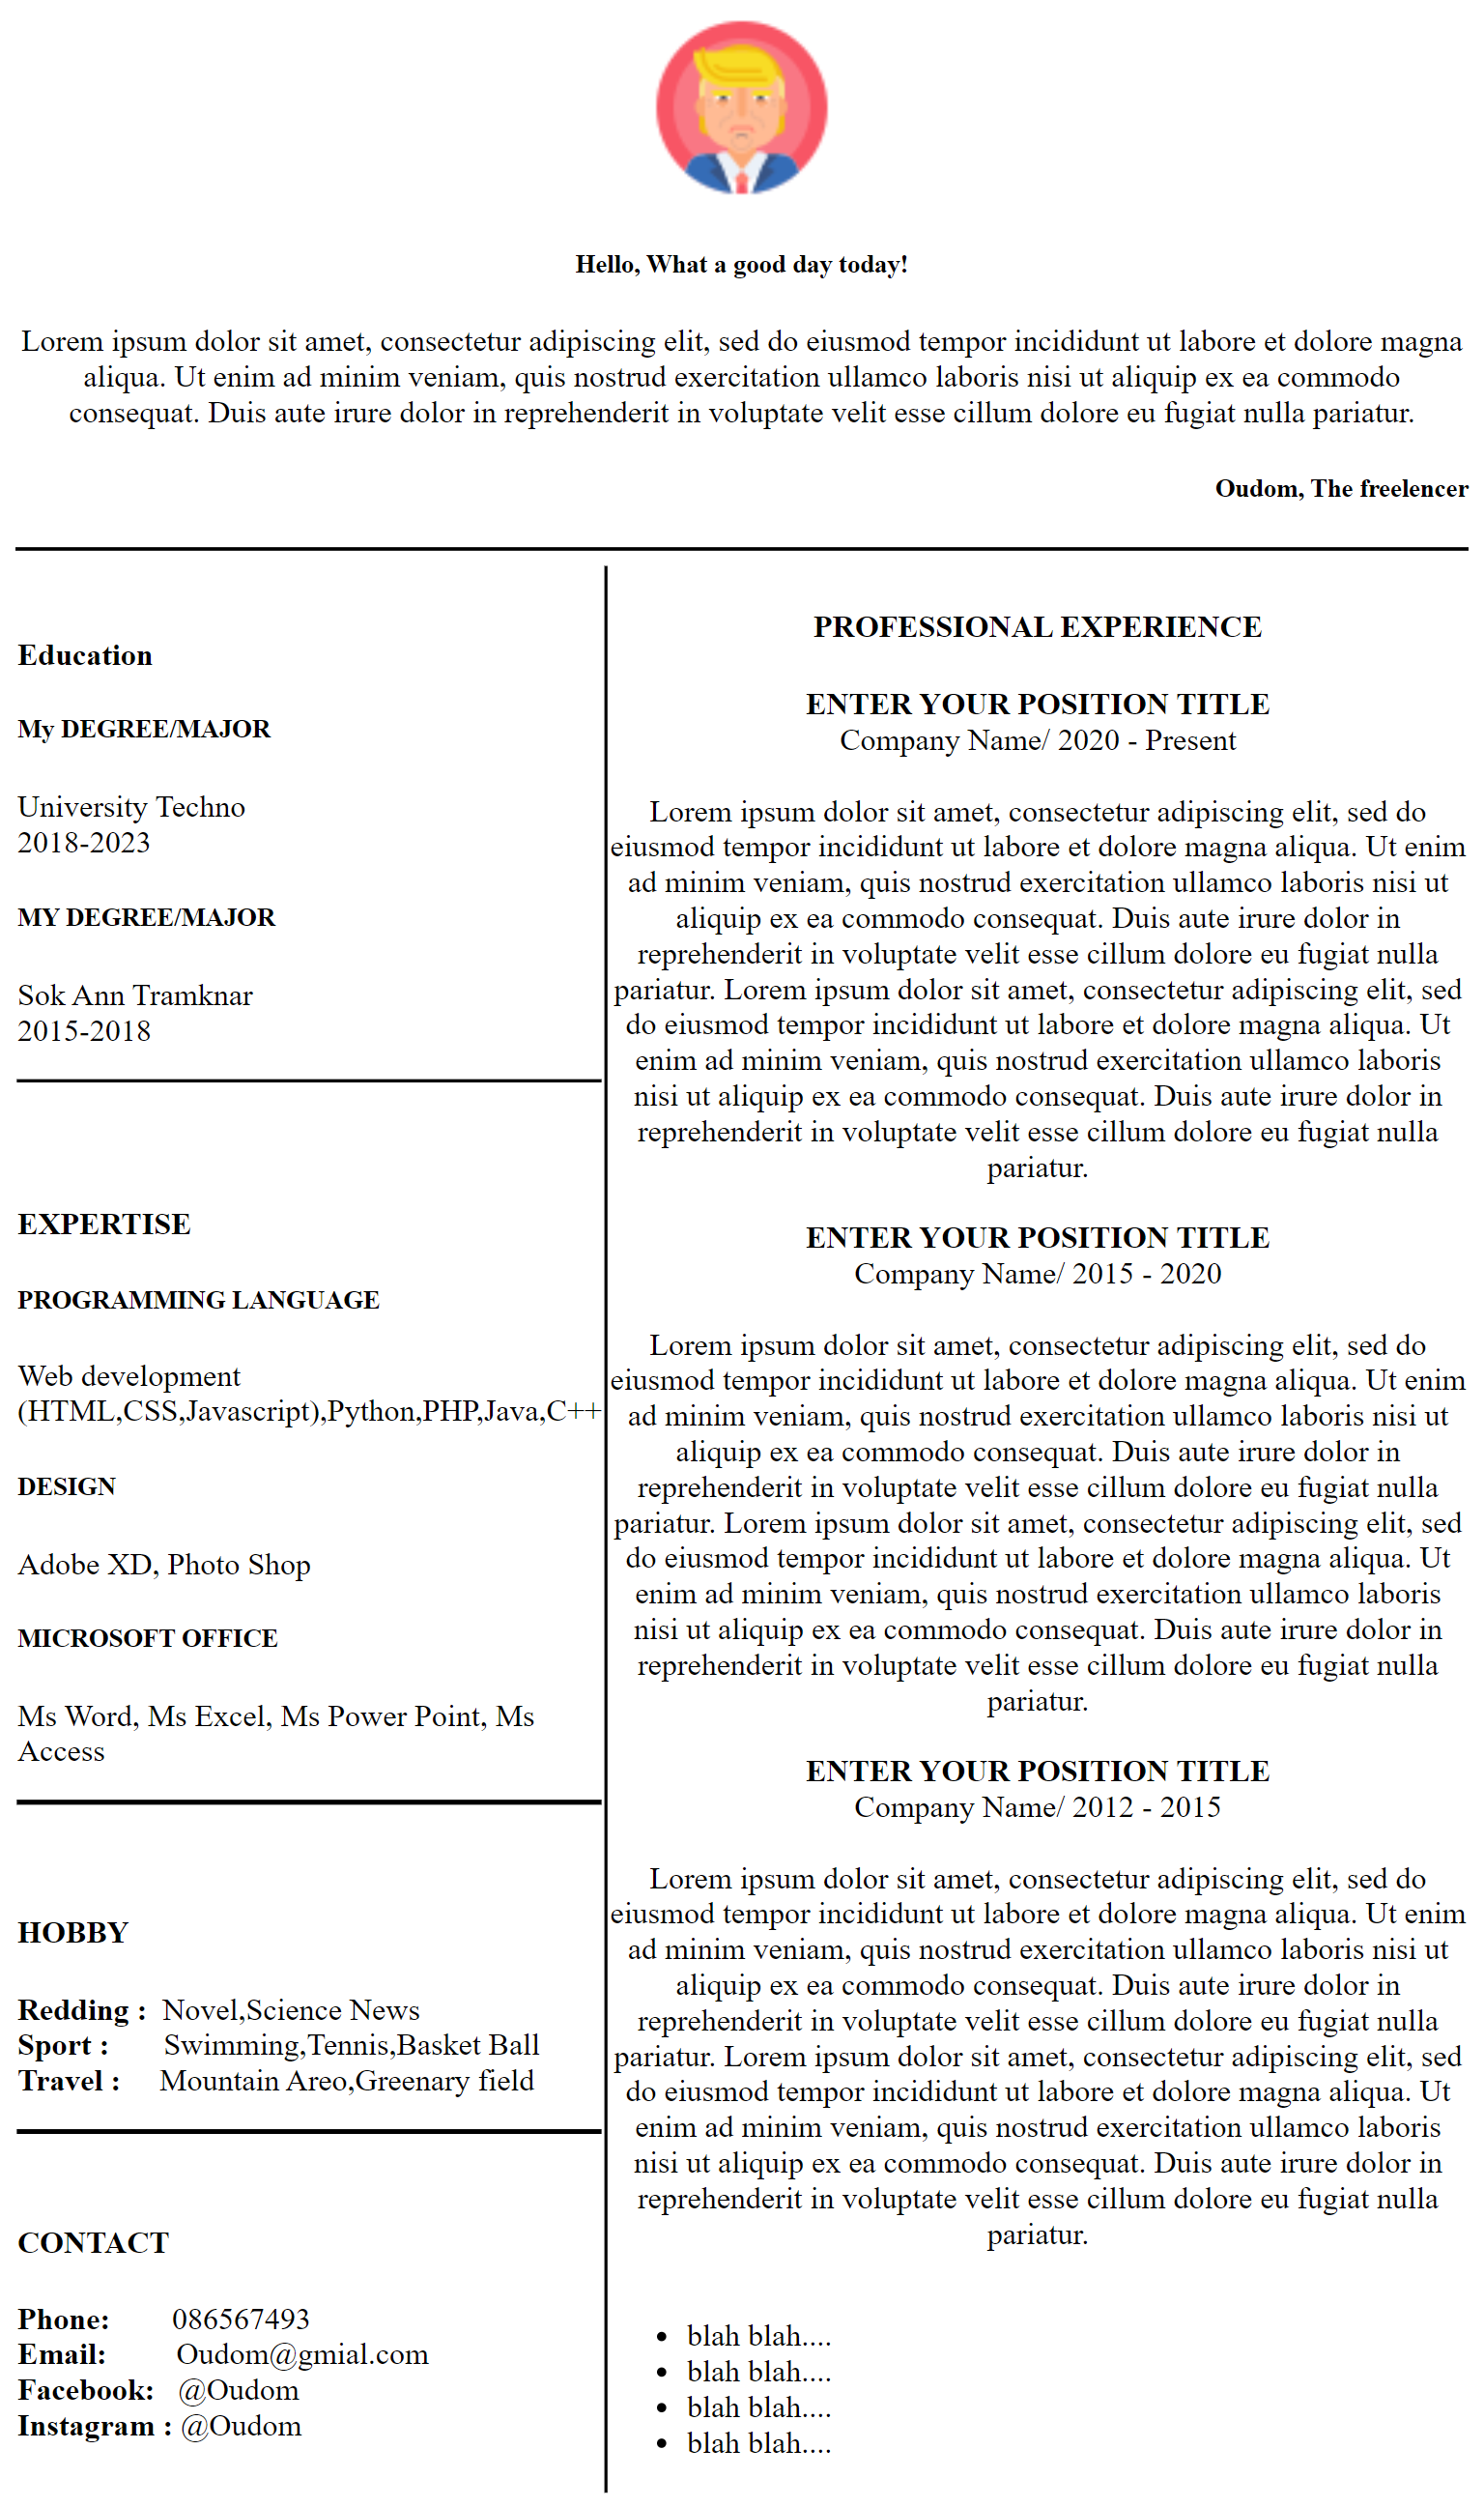 Hello, What a good day today!
Lorem ipsum dolor sit amet, consectetur adipiscing elit, sed do eiusmod tempor incididunt ut labore et dolore magna
aliqua. Ut enim ad minim veniam, quis nostrud exercitation ullamco laboris nisi ut aliquip ex ea commodo
consequat. Duis aute irure dolor in reprehenderit in voluptate velit esse cillum dolore eu fugiat nulla pariatur.
Oudom, The freelencer
Education
My DEGREE/MAJOR
University Techno
2018-2023
MY DEGREE/MAJOR
Sok Ann Tramknar
2015-2018
EXPERTISE
PROGRAMMING LANGUAGE
Web development
(HTML,CSS,Javascript),Python,PHP,Java,C++
DESIGN
Adobe XD, Photo Shop
MICROSOFT OFFICE
Ms Word, Ms Excel, Ms Power Point, Ms
Access
HOBBY
Redding : Novel,Science News
Sport : Swimming,Tennis,Basket Ball
Travel : Mountain Areo,Greenary field
CONTACT
Phone: 086567493
Email: Oudom@gmial.com
Facebook: @Oudom
Instagram : @Oudom
PROFESSIONAL EXPERIENCE
ENTER YOUR POSITION TITLE
Company Name/ 2020 - Present
Lorem ipsum dolor sit amet, consectetur adipiscing elit, sed do
eiusmod tempor incididunt ut labore et dolore magna aliqua. Ut enim
ad minim veniam, quis nostrud exercitation ullamco laboris nisi ut
aliquip ex ea commodo consequat. Duis aute irure dolor in
reprehenderit in voluptate velit esse cillum dolore eu fugiat nulla
pariatur. Lorem ipsum dolor sit amet, consectetur adipiscing elit, sed
do eiusmod tempor incididunt ut labore et dolore magna aliqua. Ut
enim ad minim veniam, quis nostrud exercitation ullamco laboris
nisi ut aliquip ex ea commodo consequat. Duis aute irure dolor in
reprehenderit in voluptate velit esse cillum dolore eu fugiat nulla
pariatur.
ENTER YOUR POSITION TITLE
Company Name/ 2015 - 2020
Lorem ipsum dolor sit amet, consectetur adipiscing elit, sed do
eiusmod tempor incididunt ut labore et dolore magna aliqua. Ut enim
ad minim veniam, quis nostrud exercitation ullamco laboris nisi ut
aliquip ex ea commodo consequat. Duis aute irure dolor in
reprehenderit in voluptate velit esse cillum dolore eu fugiat nulla
pariatur. Lorem ipsum dolor sit amet, consectetur adipiscing elit, sed
do eiusmod tempor incididunt ut labore et dolore magna aliqua. Ut
enim ad minim veniam, quis nostrud exercitation ullamco laboris
nisi ut aliquip ex ea commodo consequat. Duis aute irure dolor in
reprehenderit in voluptate velit esse cillum dolore eu fugiat nulla
pariatur.
ENTER YOUR POSITION TITLE
Company Name/ 2012 - 2015
Lorem ipsum dolor sit amet, consectetur adipiscing elit, sed do
eiusmod tempor incididunt ut labore et dolore magna aliqua. Ut enim
ad minim veniam, quis nostrud exercitation ullamco laboris nisi ut
aliquip ex ea commodo consequat. Duis aute irure dolor in
reprehenderit in voluptate velit esse cillum dolore eu fugiat nulla
pariatur. Lorem ipsum dolor sit amet, consectetur adipiscing elit, sed
do eiusmod tempor incididunt ut labore et dolore magna aliqua. Ut
enim ad minim veniam, quis nostrud exercitation ullamco laboris
nisi ut aliquip ex ea commodo consequat. Duis aute irure dolor in
reprehenderit in voluptate velit esse cillum dolore eu fugiat nulla
pariatur.
• blah blah....
• blah blah....
• blah blah....
• blah blah....